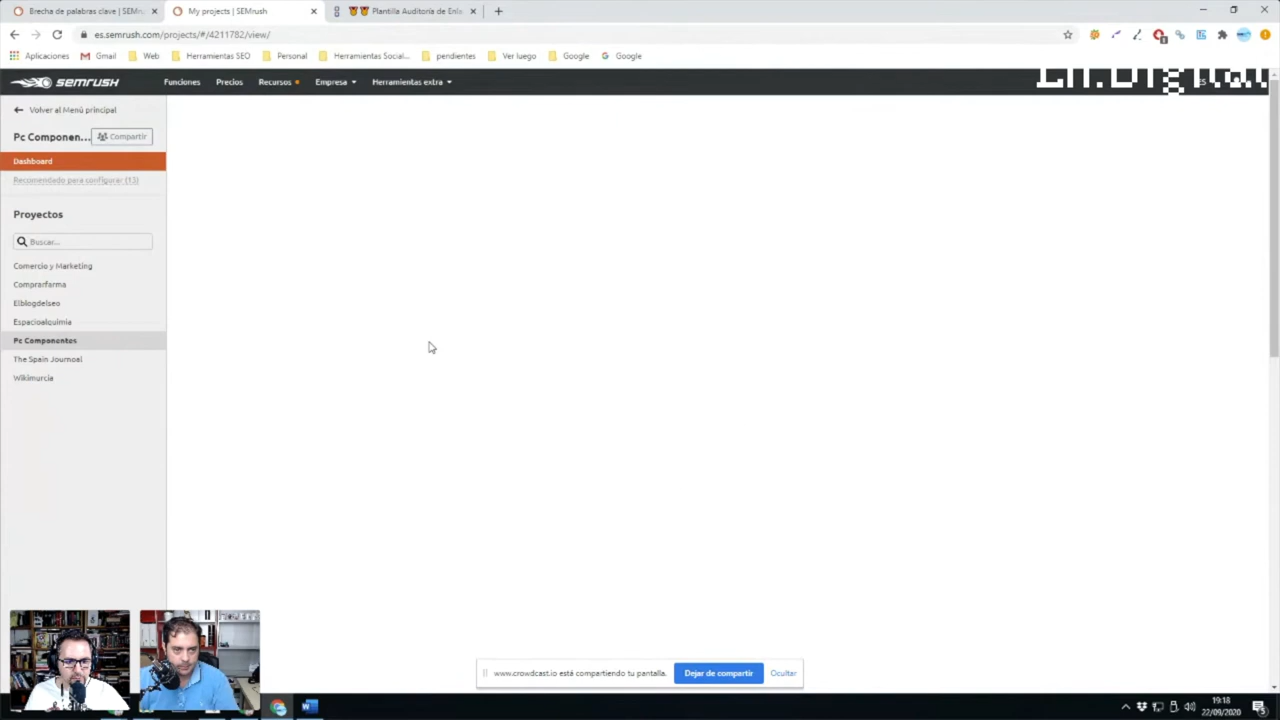 Brecha de palabras clave | SEMru
My projects | SEMrush
Plantilla Auditoría de Enla
es.semrush.com/projects/#/4211782/view/
Aplicaciones
Gmail
Web
Herramientas SEO
Personal
Herramientas Social...
pendientes
Ver luego
Google
Google
SEMRUSH
Funciones
Precios
Recursos
Empresa
Herramientas extra
Volver al Menú principal
Pc Componen...
Compartir
Dashboard
Recomendado para configurar (13)
Proyectos
Buscar...
Comercio y Marketing
Comprarfarma
Elblogdelseo
Espacioalquimia
Pc Componentes
The Spain Journoal
Wikimurcia
www.crowdcast.io está compartiendo tu pantalla.
Dejar de compartir
Ocultar
19:18
22/09/2020